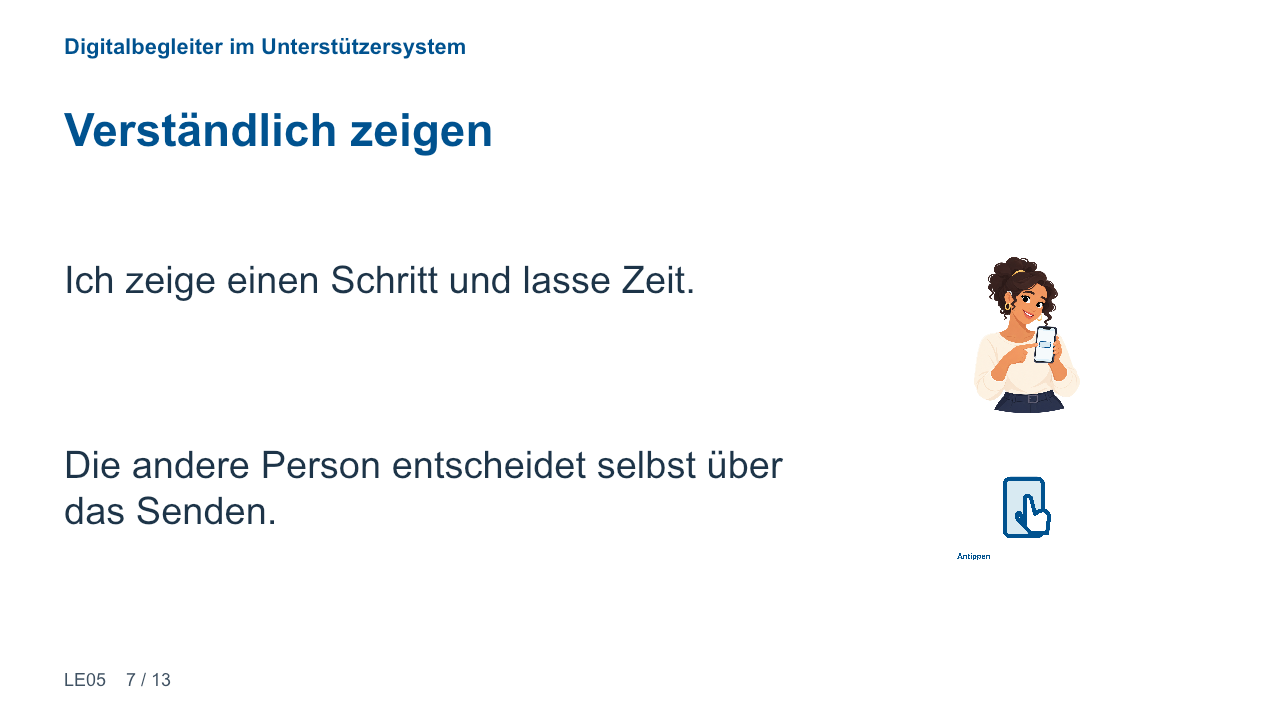 Digitalbegleiter im Unterstützersystem
Verständlich zeigen
Ich zeige einen Schritt und lasse Zeit.
Die andere Person entscheidet selbst über
das Senden.
Antippen
LE05 7 / 13